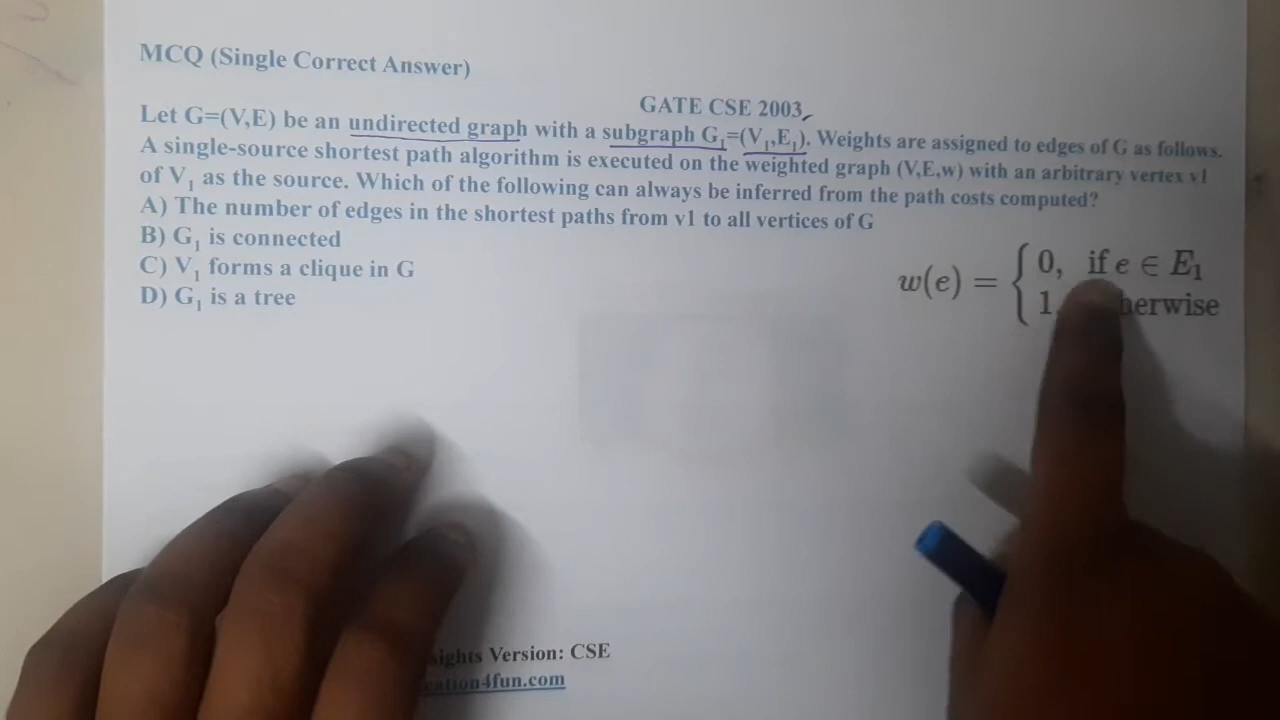 MCQ (Single Correct Answer)
GATE CSE 2003
Let G=(V,E) be an undirected graph with a subgraph G1=(V1,E1). Weights are assigned to edges of G as follows.
A single-source shortest path algorithm is executed on the weighted graph (V,E,w) with an arbitrary vertex v1
of V1 as the source. Which of the following can always be inferred from the path costs computed?
A) The number of edges in the shortest paths from v1 to all vertices of G
B) G1 is connected
C) V1 forms a clique in G
D) G1 is a tree
w(e) = { 0, if e ∈ E1
1
Version: CSE